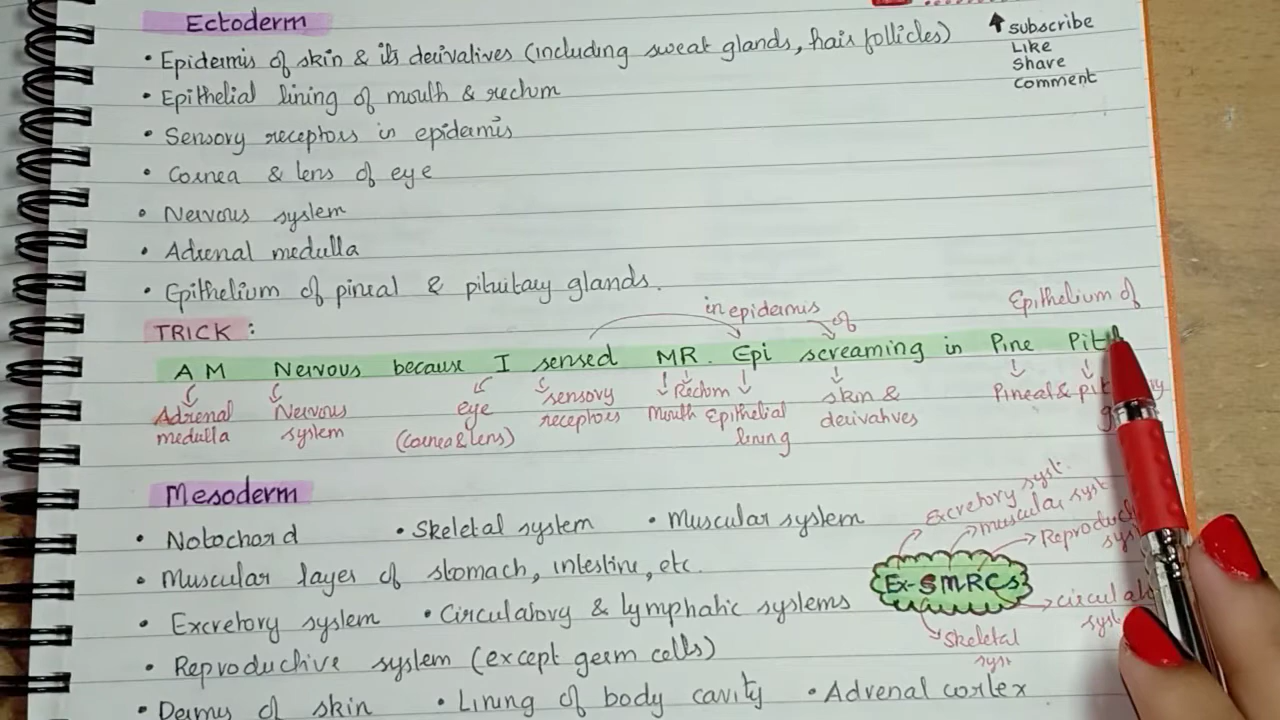 Ectoderm
• Epidermis of skin & its derivatives (including sweat glands, hair follicles)
• Epithelial lining of mouth & rectum
• Sensory receptors in epidermis
• Cornea & lens of eye
• Nervous system
• Adrenal medulla
• Epithelium of pineal & pituitary glands.
subscribe
Like
Share
comment
TRICK :
in epidermis of
Epithelium of
AM Nervous because I sensed MR. Epi screaming in Pine Pit
Adrenal medulla
Nervous system
eye (cornea & lens)
sensory receptors
Mouth
Rectum
Epithelial lining
skin & derivatives
Pineal &
Mesoderm
• Notochord • Skeletal system • Muscular system
• Muscular layers of stomach, intestine, etc.
• Excretory system • Circulatory & lymphatic systems
• Reproductive system (except germ cells)
• Dermis of skin • Lining of body cavity • Adrenal cortex
Excretory syst.
muscular syst
Ex-SMRCs
Skeletal syst